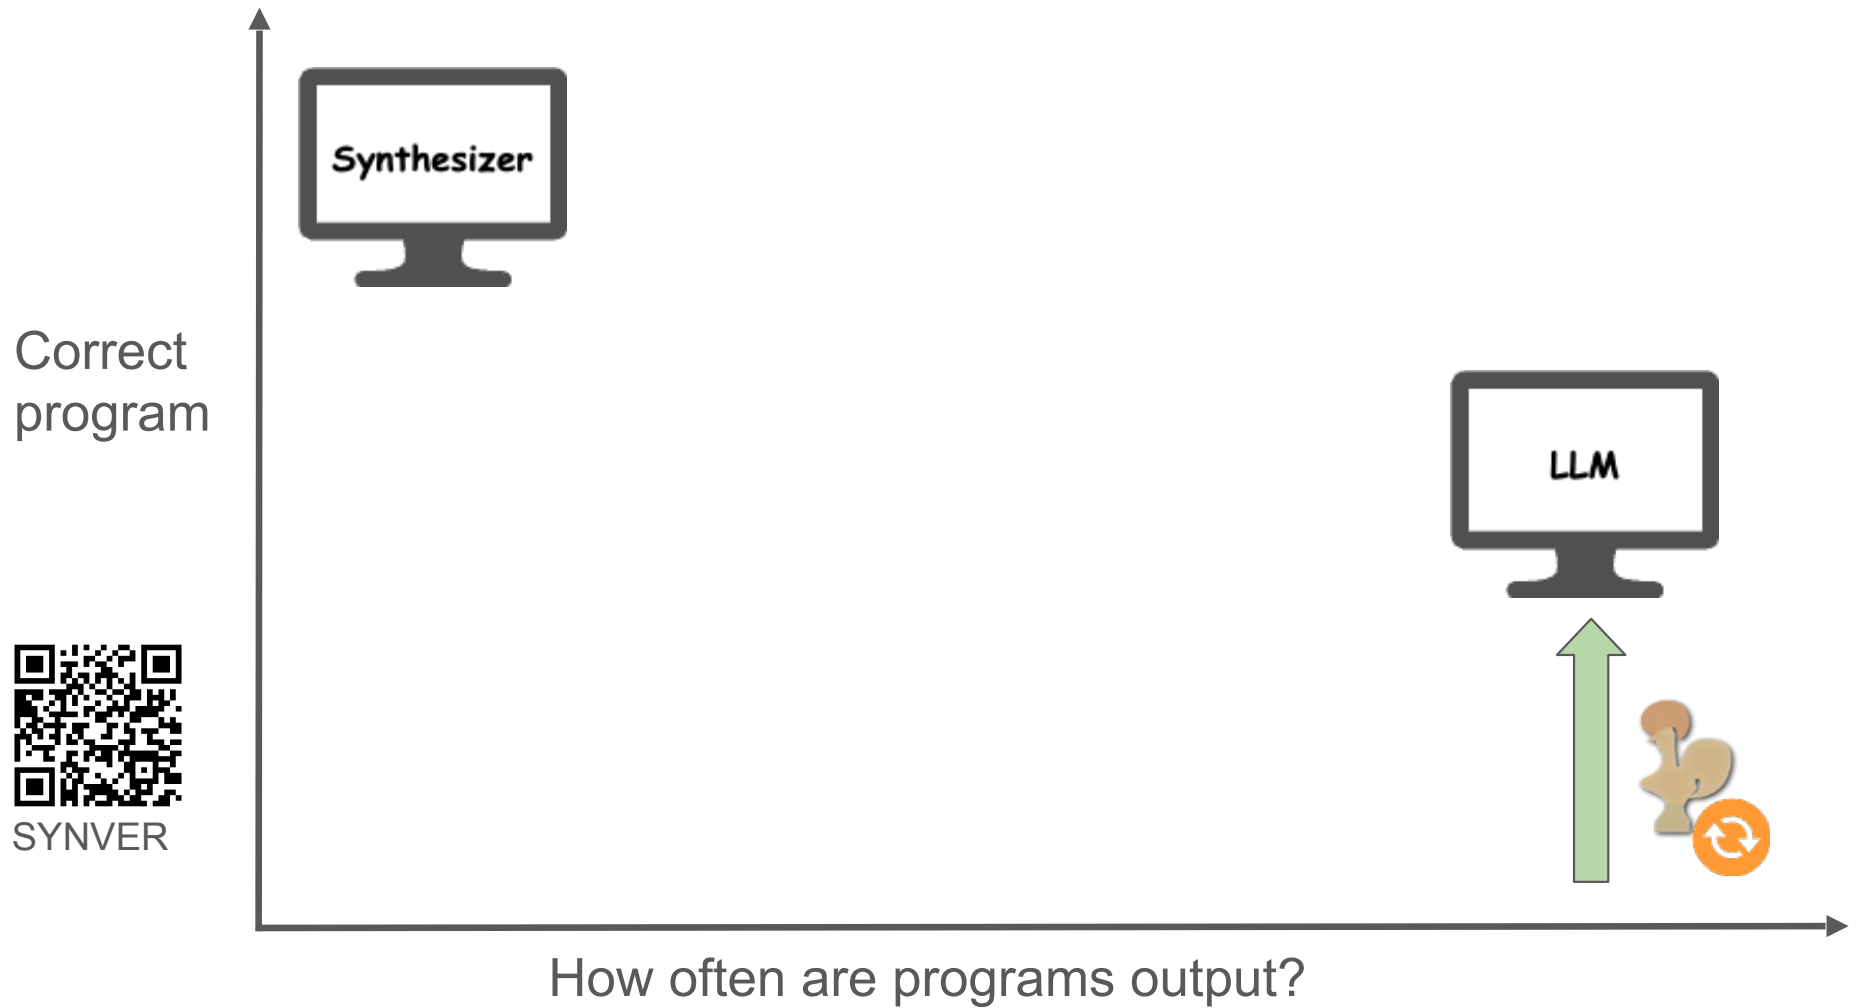 Synthesizer
Correct
program
LLM
SYNVER
How often are programs output?